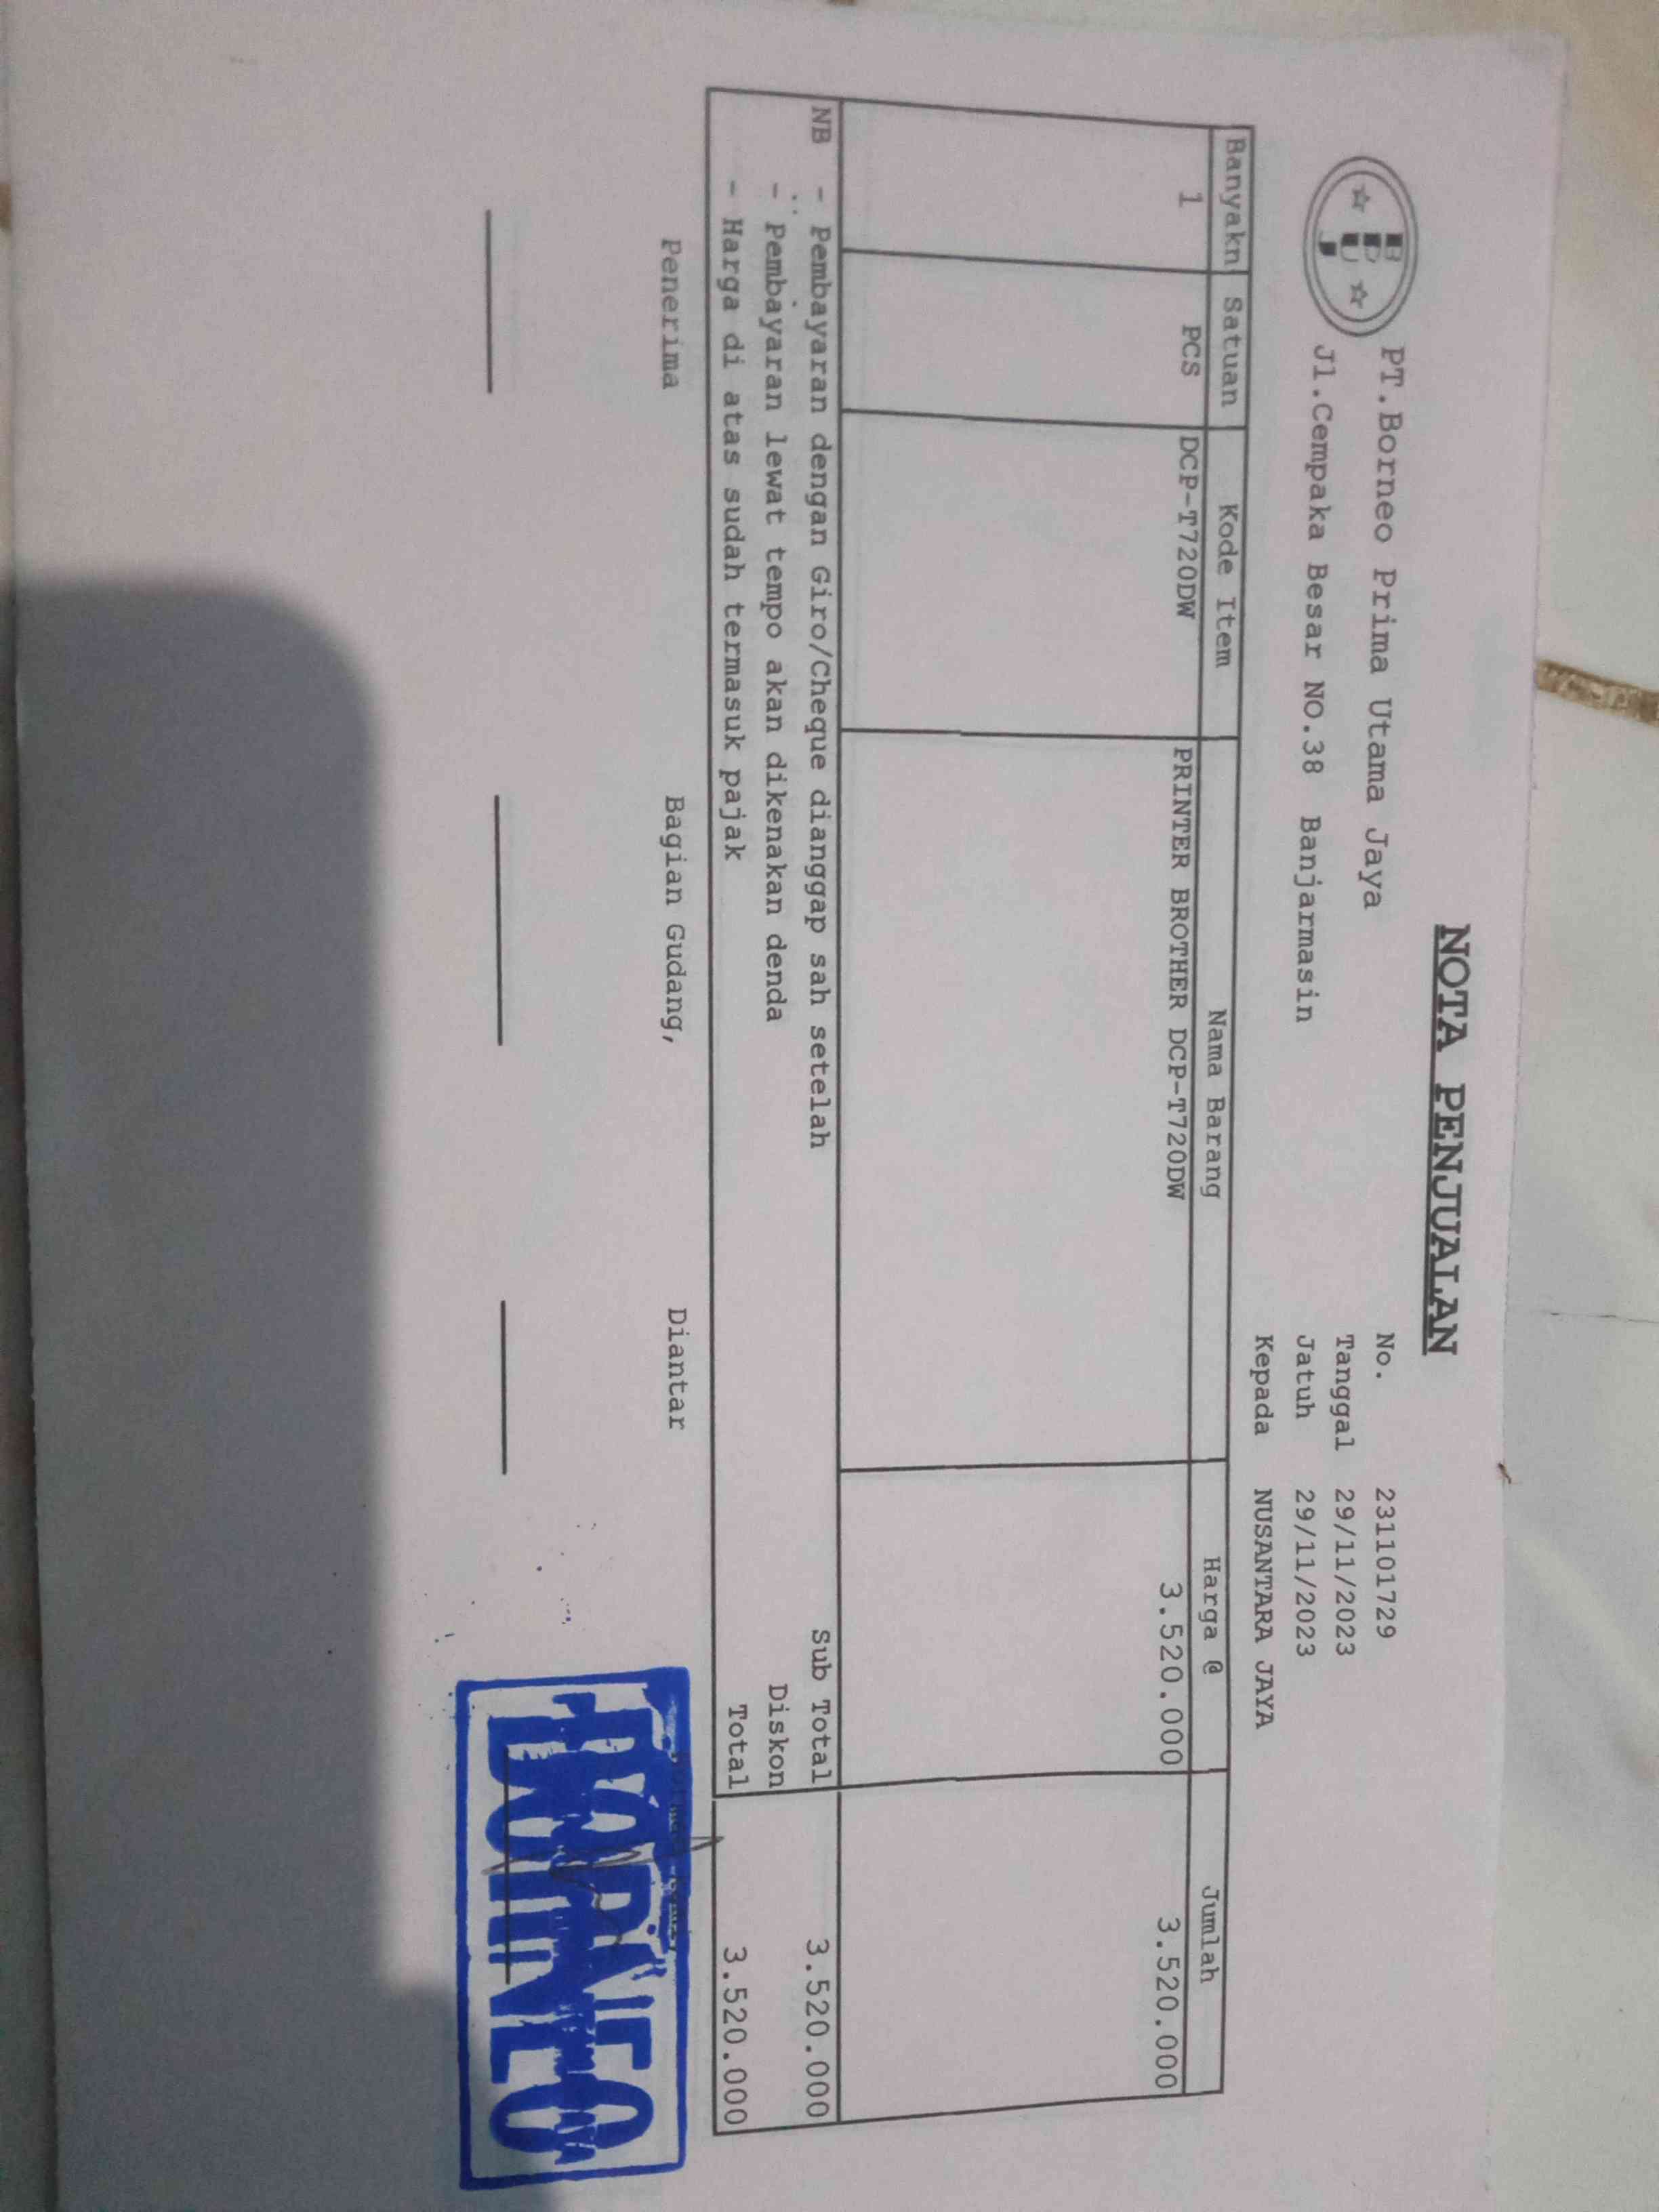 NOTA PENJUALAN
BPUJ
PT.Borneo Prima Utama Jaya
Jl.Cempaka Besar NO.38 Banjarmasin
No. 231101729
Tanggal 29/11/2023
Jatuh 29/11/2023
Kepada NUSANTARA JAYA
Banyakn Satuan Kode Item Nama Barang Harga @ Jumlah
1 PCS DCP-T720DW PRINTER BROTHER DCP-T720DW 3.520.000 3.520.000
NB - Pembayaran dengan Giro/Cheque dianggap sah setelah Sub Total 3.520.000
- Pembayaran lewat tempo akan dikenakan denda Diskon
- Harga di atas sudah termasuk pajak Total 3.520.000
Penerima Bagian Gudang, Diantar
BORNEO